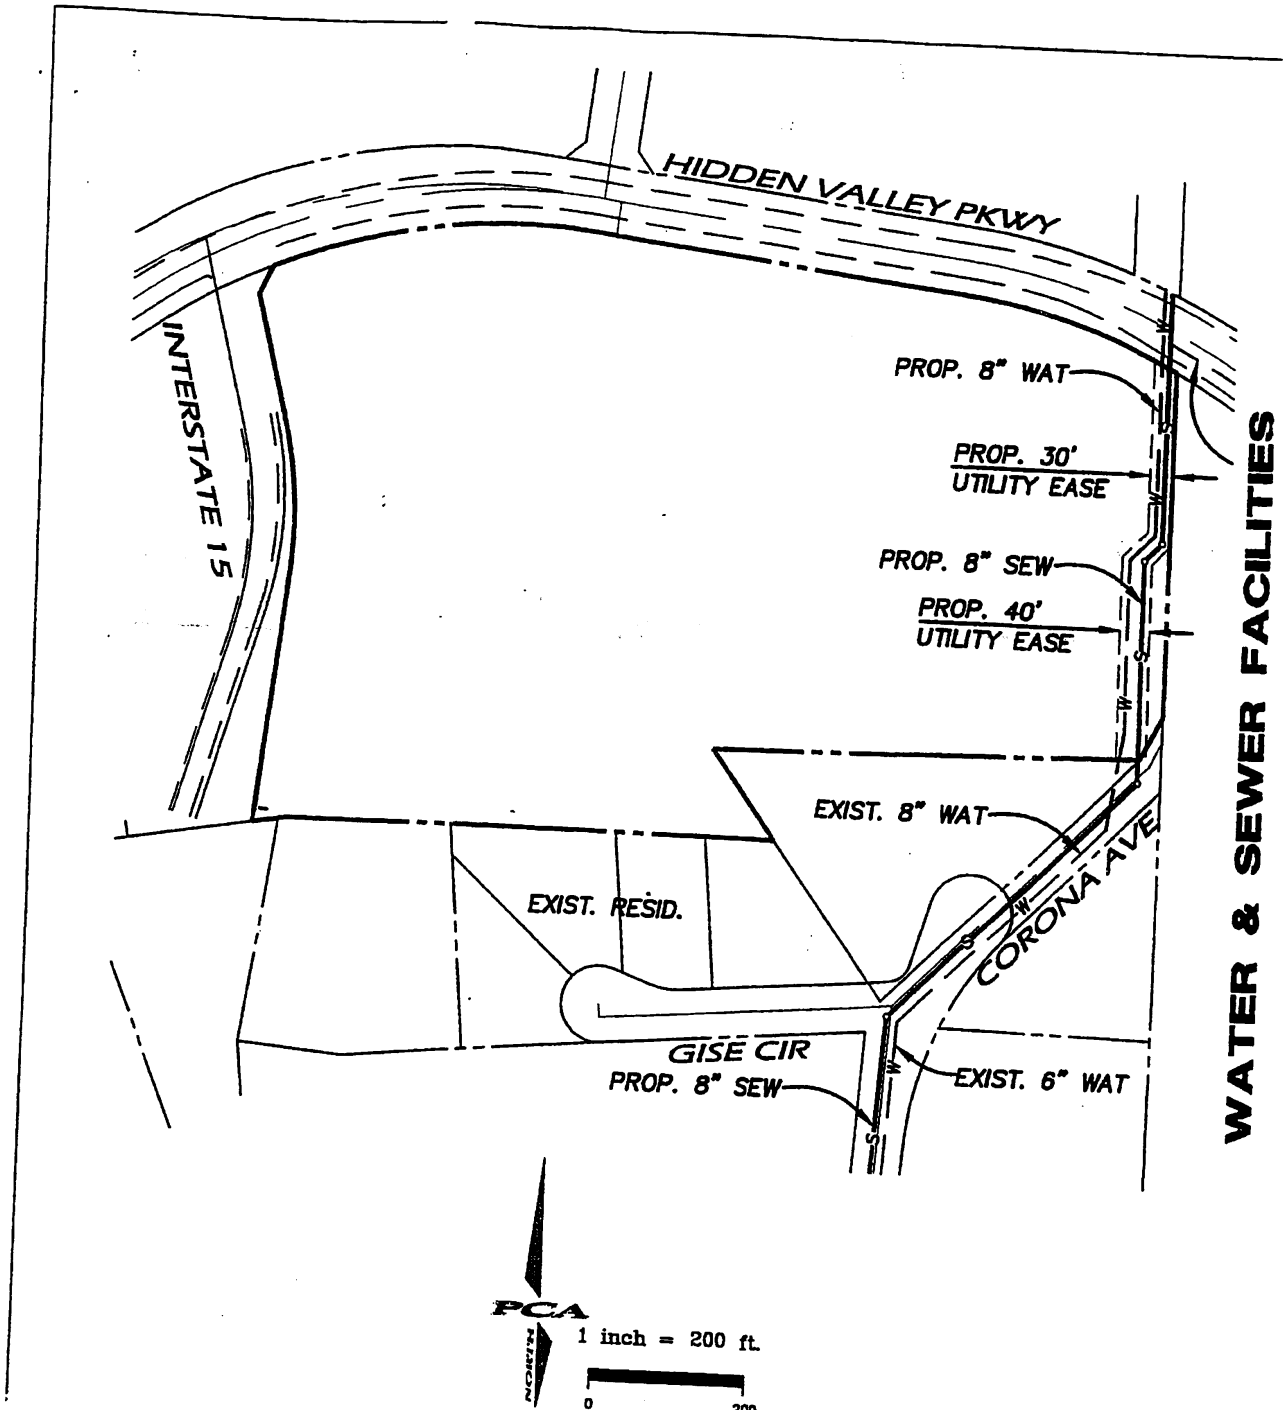 HIDDEN VALLEY PKWY
INTERSTATE 15
PROP. 8" WAT
W
S
PROP. 30'
UTILITY EASE
W
PROP. 8" SEW
PROP. 40'
UTILITY EASE
S
W
EXIST. 8" WAT
CORONA AVE
W
S
EXIST. RESID.
GISE CIR
PROP. 8" SEW
EXIST. 6" WAT
W
S
WATER & SEWER FACILITIES
PCA
NORTH
1 inch = 200 ft.
0 200